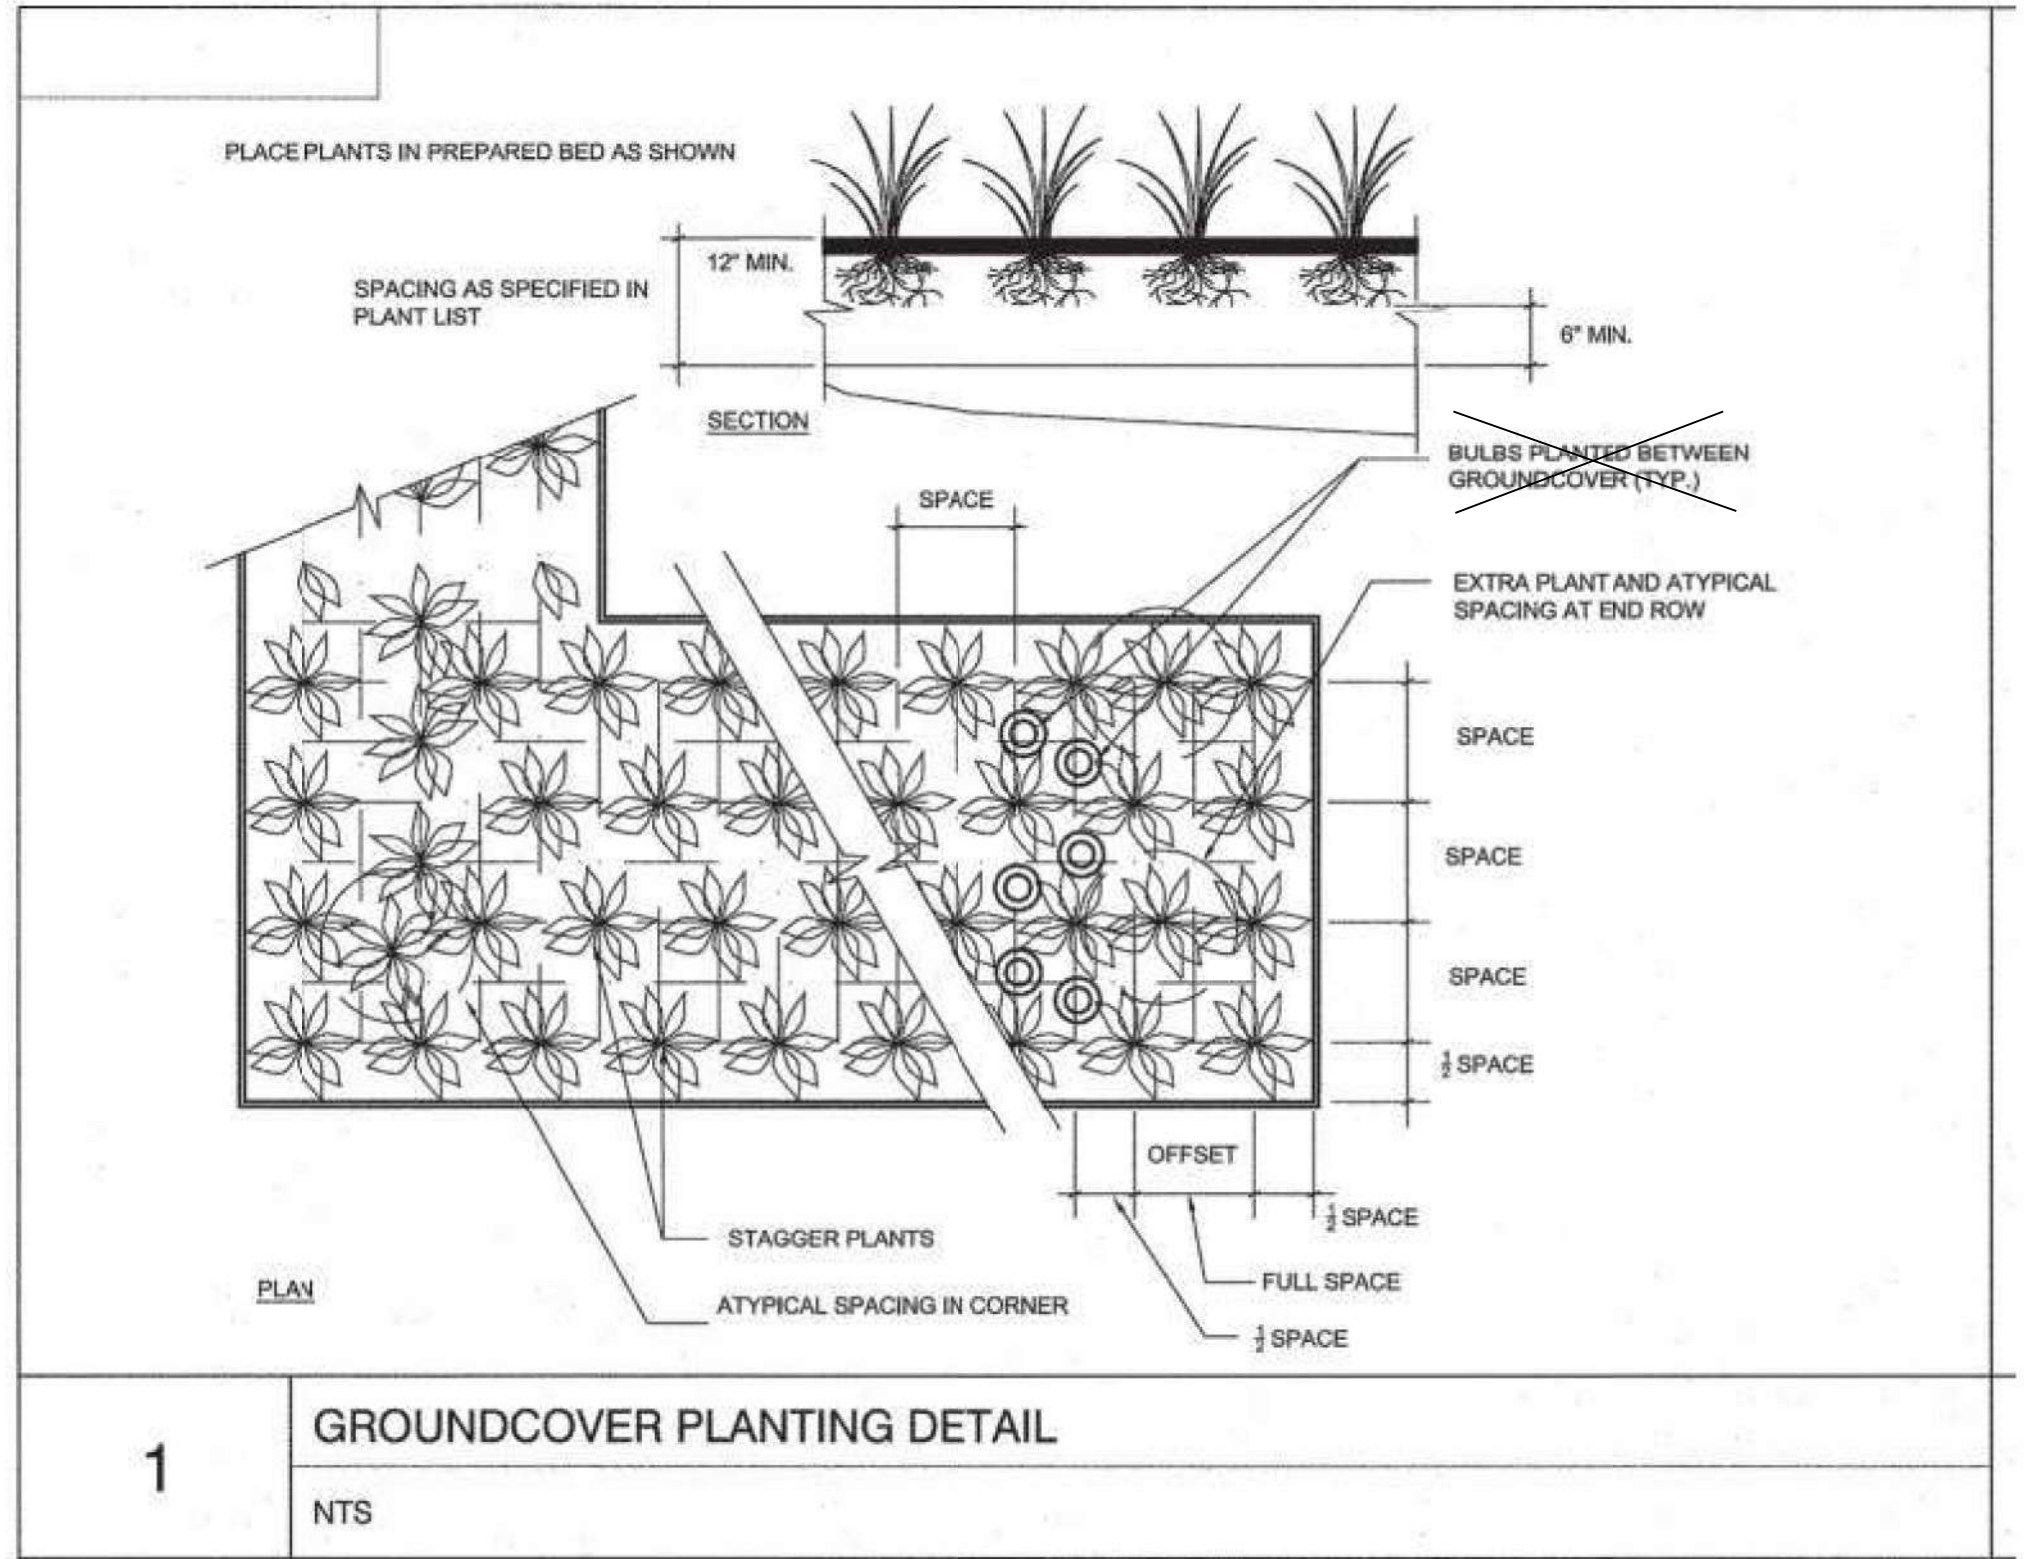 PLACE PLANTS IN PREPARED BED AS SHOWN
12" MIN.
SPACING AS SPECIFIED IN
PLANT LIST
6" MIN.
SECTION
BULBS PLANTED BETWEEN
GROUNDCOVER (TYP.)
SPACE
EXTRA PLANT AND ATYPICAL
SPACING AT END ROW
SPACE
SPACE
SPACE
½ SPACE
OFFSET
½ SPACE
STAGGER PLANTS
FULL SPACE
PLAN
ATYPICAL SPACING IN CORNER
½ SPACE
1
GROUNDCOVER PLANTING DETAIL
NTS